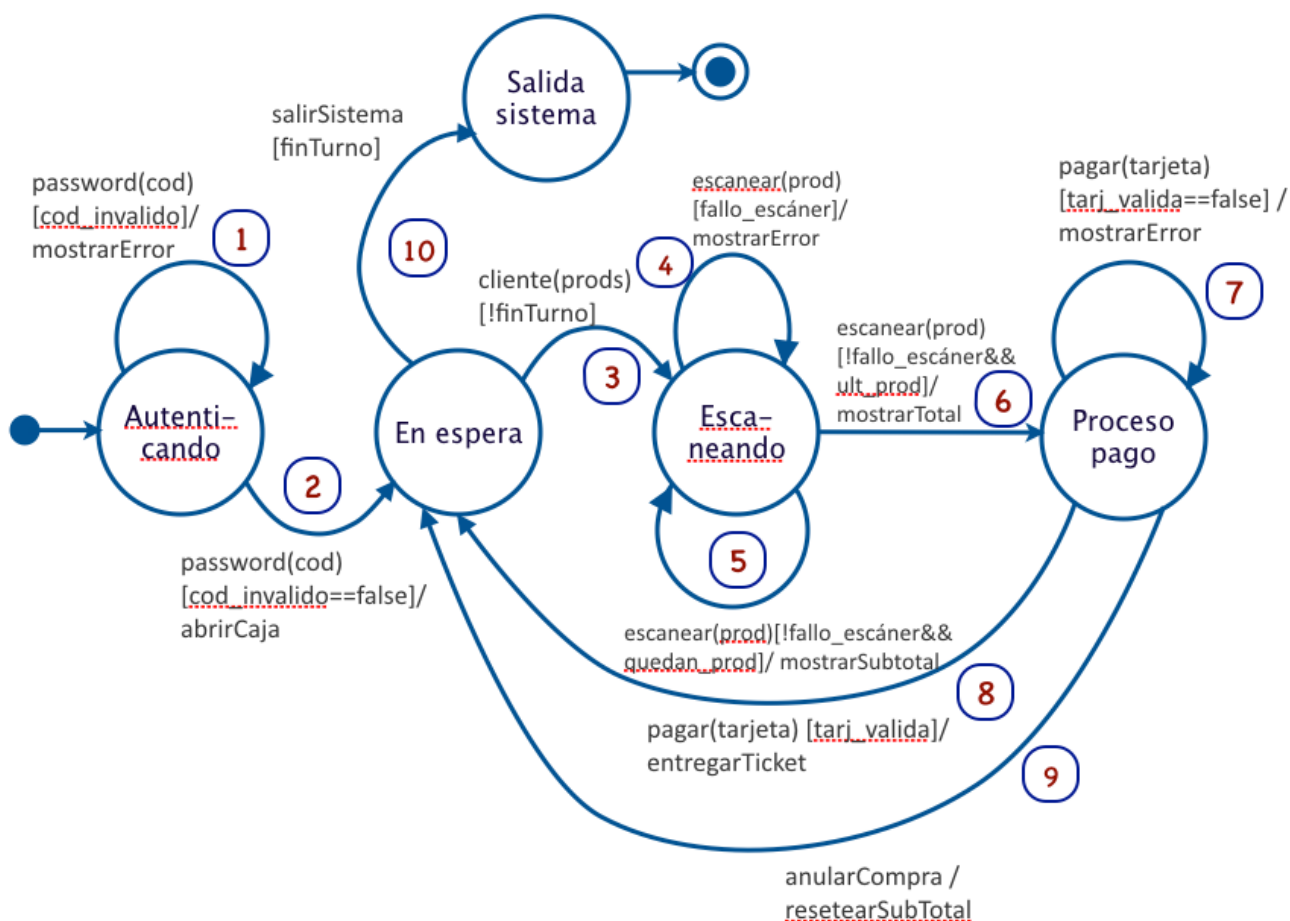 Salida
sistema
salirSistema
[finTurno]
password(cod)
[cod_invalido]/
mostrarError
1
10
escanear(prod)
[fallo_escáner]/
mostrarError
4
pagar(tarjeta)
[tarj_valida==false] /
mostrarError
7
cliente(prods)
[!finTurno]
3
escanear(prod)
[!fallo_escáner&&
ult_prod]/
mostrarTotal
6
Autenti-
cando
En espera
Esca-
neando
Proceso
pago
2
password(cod)
[cod_invalido==false]/
abrirCaja
5
escanear(prod)[!fallo_escáner&&
quedan_prod]/ mostrarSubtotal
8
pagar(tarjeta) [tarj_valida]/
entregarTicket
9
anularCompra /
resetearSubTotal